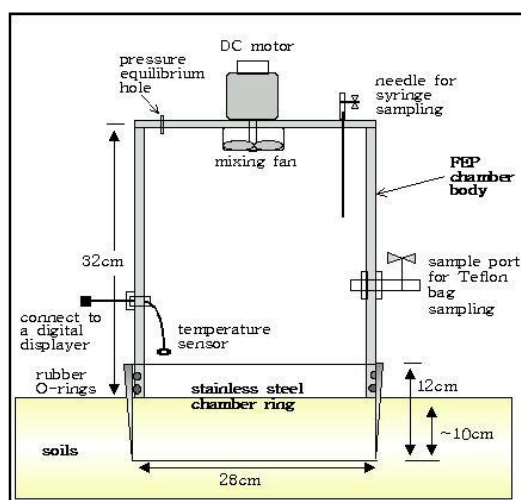 DC motor
pressure
equilibrium
hole
needle for
syringe
sampling
mixing fan
FEP
chamber
body
32cm
sample port
for Teflon
bag
sampling
connect to
a digital
displayer
temperature
sensor
rubber
O-rings
stainless steel
chamber ring
12cm
~10cm
soils
28cm